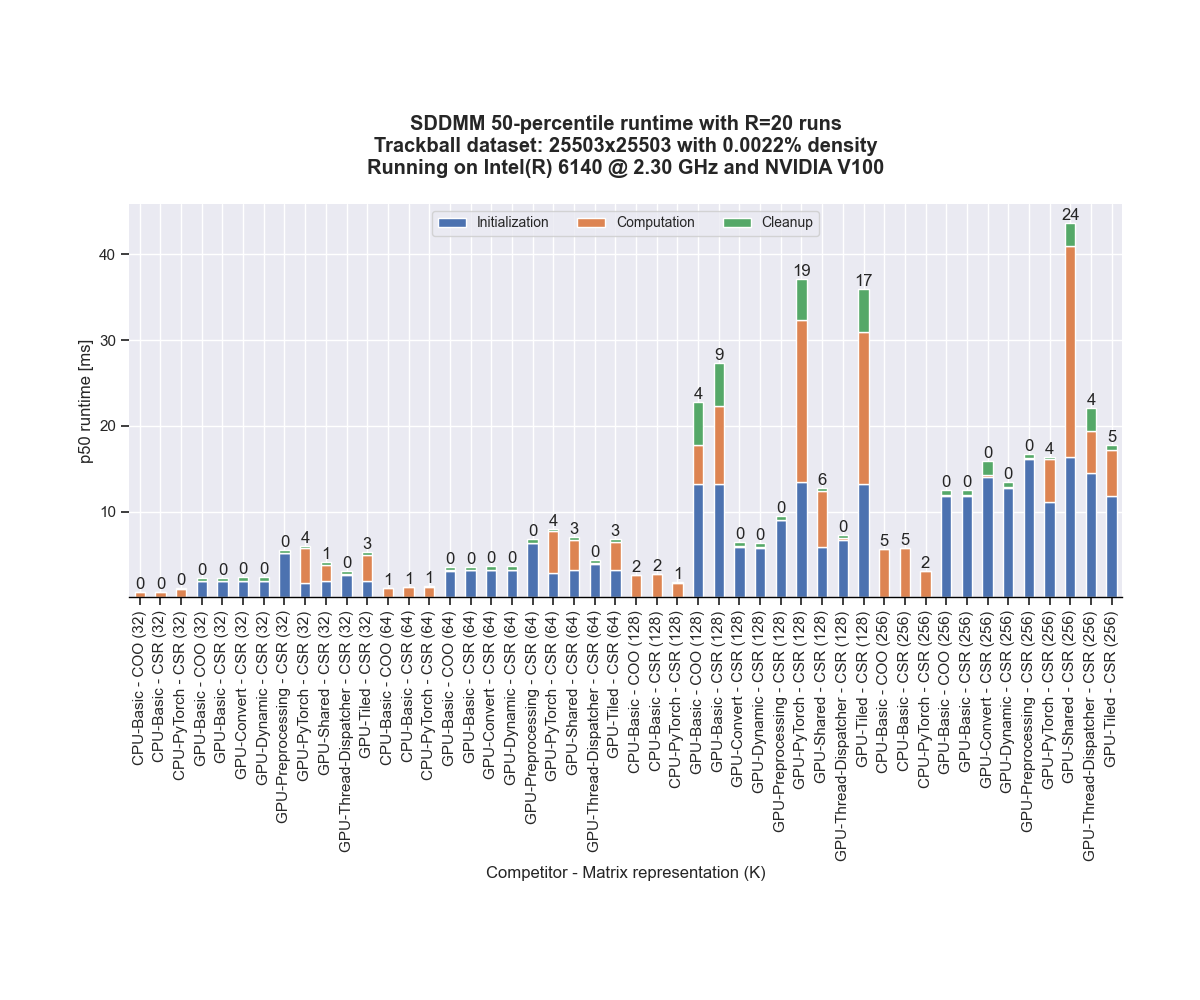 SDDMM 50-percentile runtime with R=20 runs
Trackball dataset: 25503x25503 with 0.0022% density
Running on Intel(R) 6140 @ 2.30 GHz and NVIDIA V100
Initialization Computation Cleanup
p50 runtime [ms]
40
30
20
10
0 0 0 0 0 0 0 0 4 1 0 3 1 1 1 0 0 0 0 0 4 3 0 3 2 2 1 4 9 0 0 0 19 6 0 17 5 5 2 0 0 0 0 0 4 24 4 5
CPU-Basic - COO (32)
CPU-Basic - CSR (32)
CPU-PyTorch - CSR (32)
GPU-Basic - COO (32)
GPU-Basic - CSR (32)
GPU-Convert - CSR (32)
GPU-Dynamic - CSR (32)
GPU-Preprocessing - CSR (32)
GPU-PyTorch - CSR (32)
GPU-Shared - CSR (32)
GPU-Thread-Dispatcher - CSR (32)
GPU-Tiled - CSR (32)
CPU-Basic - COO (64)
CPU-Basic - CSR (64)
CPU-PyTorch - CSR (64)
GPU-Basic - COO (64)
GPU-Basic - CSR (64)
GPU-Convert - CSR (64)
GPU-Dynamic - CSR (64)
GPU-Preprocessing - CSR (64)
GPU-PyTorch - CSR (64)
GPU-Shared - CSR (64)
GPU-Thread-Dispatcher - CSR (64)
GPU-Tiled - CSR (64)
CPU-Basic - COO (128)
CPU-Basic - CSR (128)
CPU-PyTorch - CSR (128)
GPU-Basic - COO (128)
GPU-Basic - CSR (128)
GPU-Convert - CSR (128)
GPU-Dynamic - CSR (128)
GPU-Preprocessing - CSR (128)
GPU-PyTorch - CSR (128)
GPU-Shared - CSR (128)
GPU-Thread-Dispatcher - CSR (128)
GPU-Tiled - CSR (128)
CPU-Basic - COO (256)
CPU-Basic - CSR (256)
CPU-PyTorch - CSR (256)
GPU-Basic - COO (256)
GPU-Basic - CSR (256)
GPU-Convert - CSR (256)
GPU-Dynamic - CSR (256)
GPU-Preprocessing - CSR (256)
GPU-PyTorch - CSR (256)
GPU-Shared - CSR (256)
GPU-Thread-Dispatcher - CSR (256)
GPU-Tiled - CSR (256)
Competitor - Matrix representation (K)